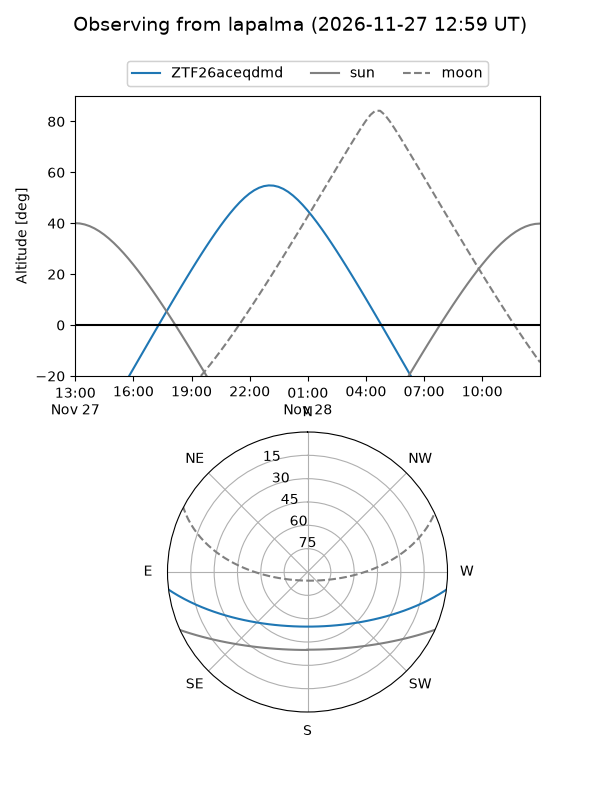 Observing from lapalma (2026-11-27 12:59 UT)
ZTF26aceqdmd sun moon
Altitude [deg]
80
60
40
20
0
−20
13:00 16:00 19:00 22:00 01:00 04:00 07:00 10:00
Nov 27 Nov 28
N
NE NW
15
30
45
60
75
E W
SE SW
S